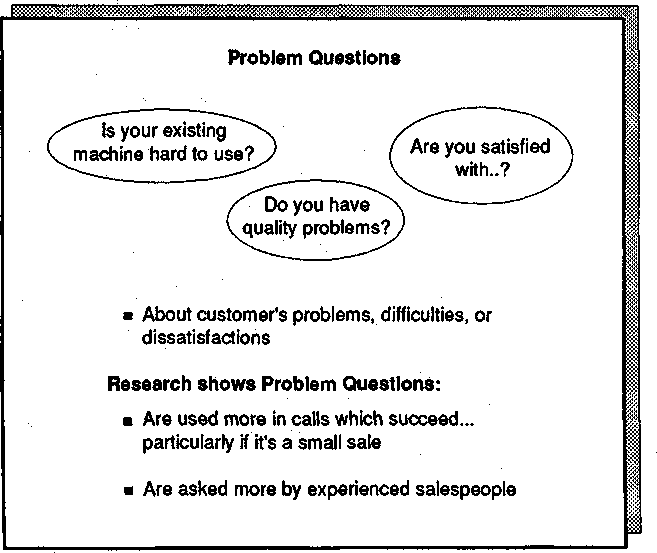 Problem Questions
Is your existing
machine hard to use?
Are you satisfied
with..?
Do you have
quality problems?
■ About customer's problems, difficulties, or
dissatisfactions
Research shows Problem Questions:
■ Are used more in calls which succeed...
particularly if it's a small sale
■ Are asked more by experienced salespeople